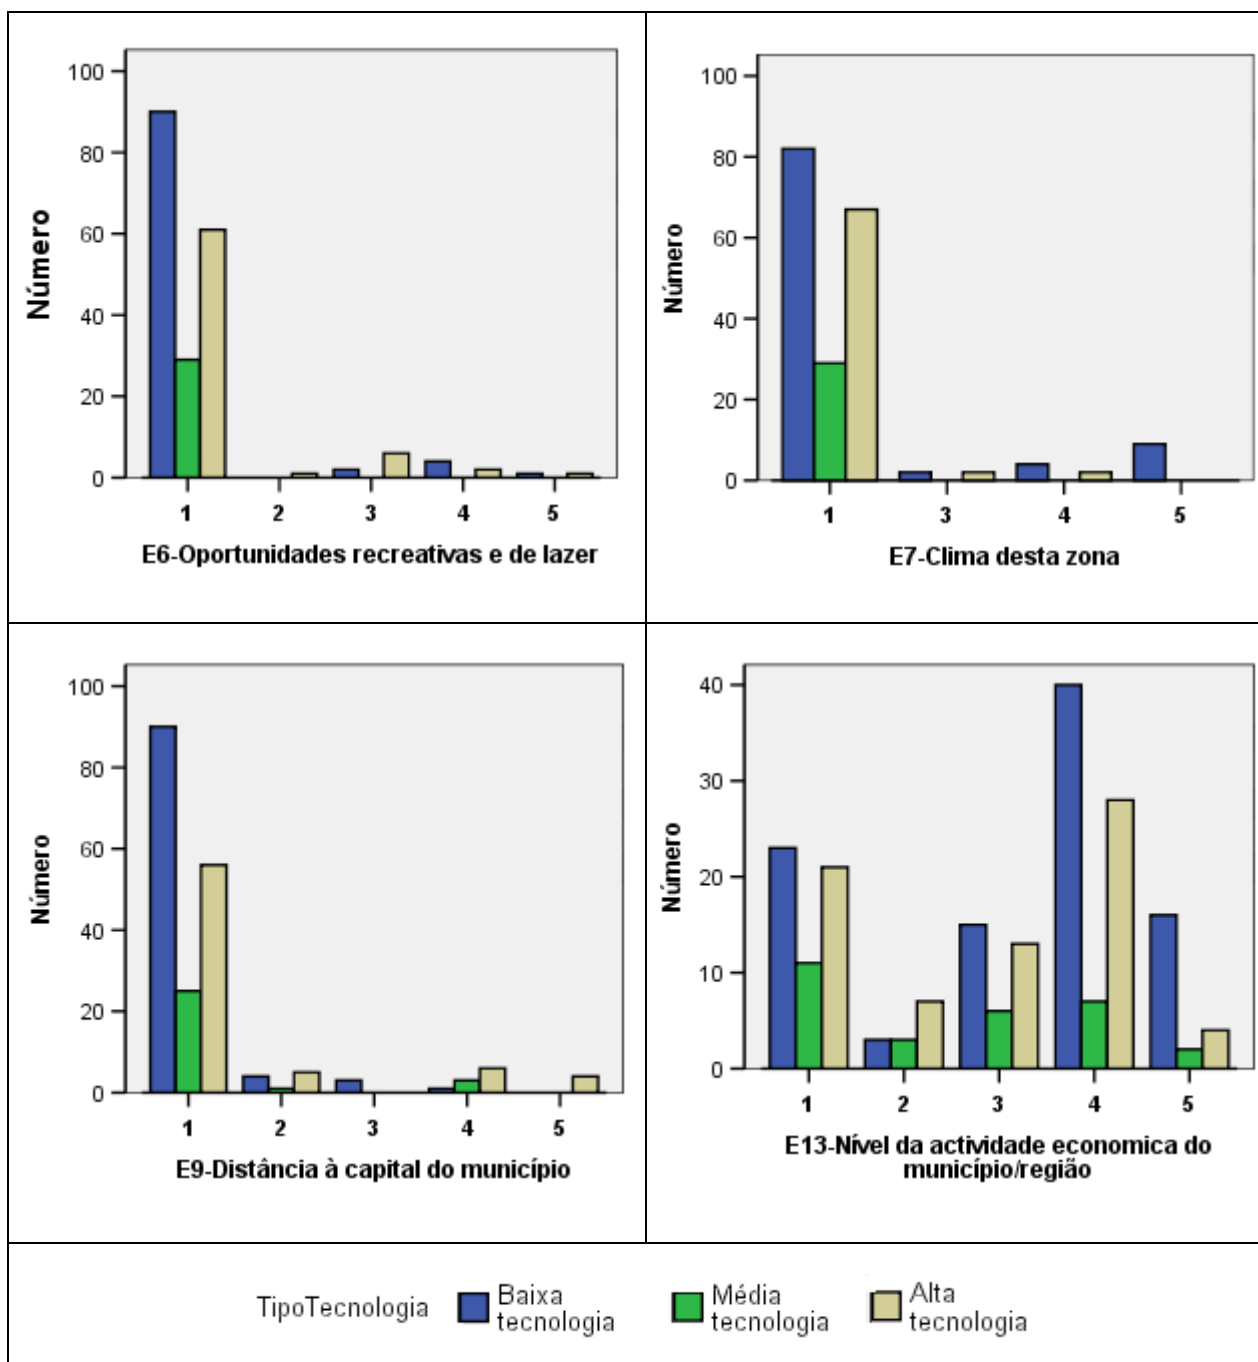 100
80
60
40
20
0
Número
1 2 3 4 5
E6-Oportunidades recreativas e de lazer
100
80
60
40
20
0
Número
1 3 4 5
E7-Clima desta zona
100
80
60
40
20
0
Número
1 2 3 4 5
E9-Distância à capital do município
40
30
20
10
0
Número
1 2 3 4 5
E13-Nível da actividade economica do
município/região
TipoTecnologia
Baixa
tecnologia
Média
tecnologia
Alta
tecnologia